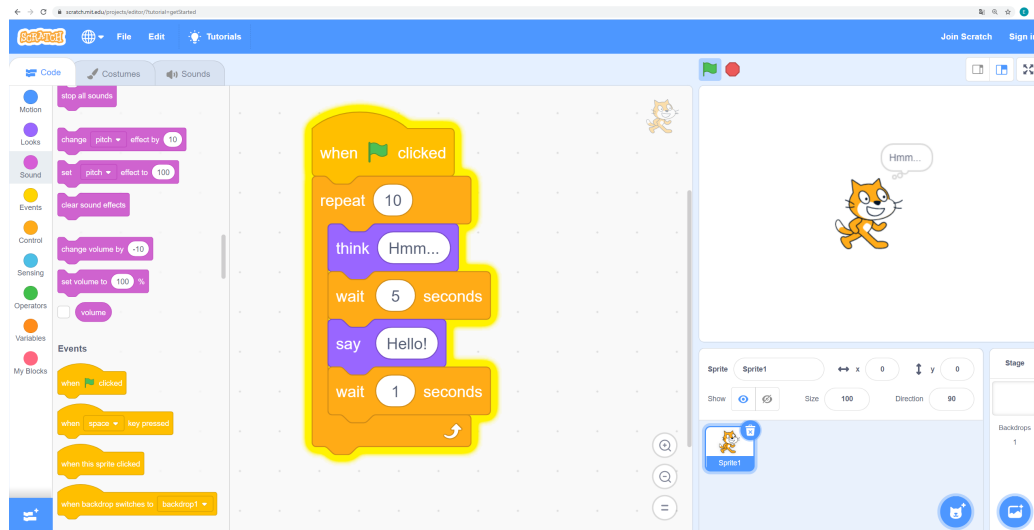 scratch.mit.edu/projects/editor/?tutorial=getStarted
SCRATCH File Edit Tutorials Join Scratch Sign i
Code Costumes Sounds
Motion
Looks
Sound
Events
Control
Sensing
Operators
Variables
My Blocks
stop all sounds
change pitch effect by 10
set pitch effect to 100
clear sound effects
change volume by -10
set volume to 100 %
volume
Events
when clicked
when space key pressed
when this sprite clicked
when backdrop switches to backdrop1
when clicked
repeat 10
think Hmm...
wait 5 seconds
say Hello!
wait 1 seconds
Hmm...
Sprite Sprite1 x 0 y 0
Show Size 100 Direction 90
Sprite1
Stage
Backdrops
1